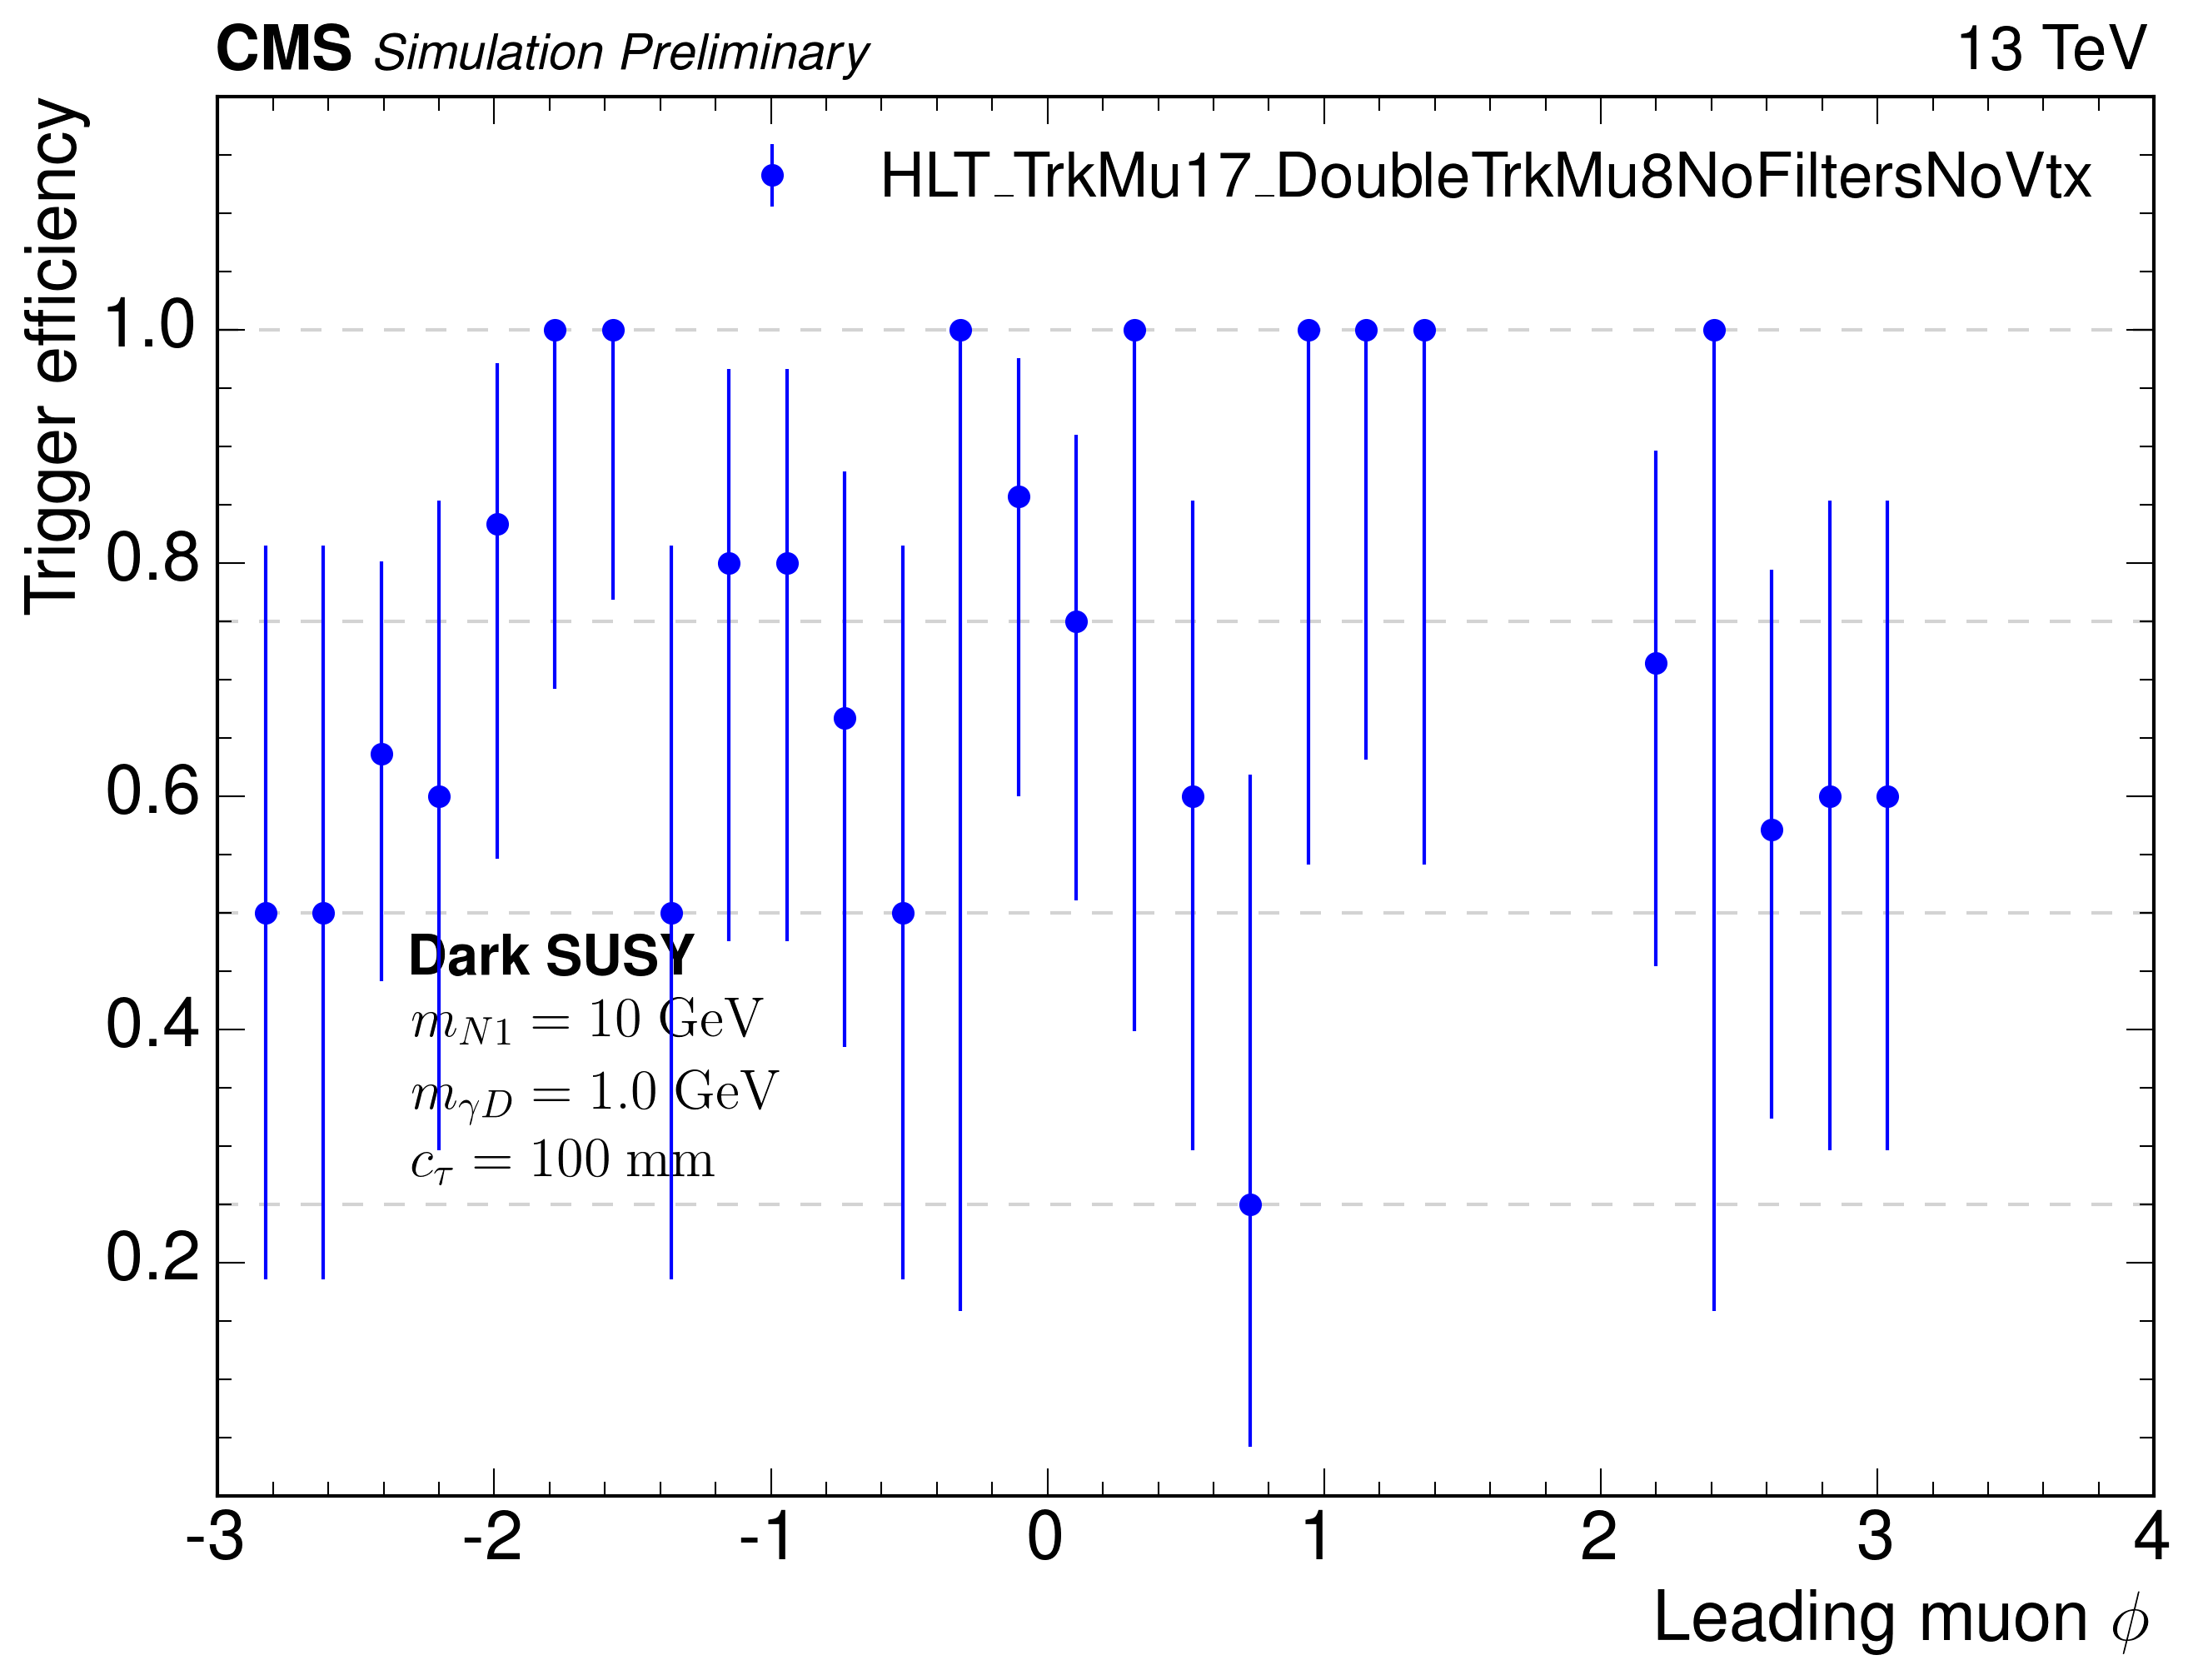 CMS Simulation Preliminary 13 TeV
Trigger efficiency
HLT_TrkMu17_DoubleTrkMu8NoFiltersNoVtx
1.0
0.8
0.6
0.4
0.2
Dark SUSY
m_{N1} = 10 GeV
m_{γD} = 1.0 GeV
c_τ = 100 mm
-3 -2 -1 0 1 2 3 4
Leading muon ϕ